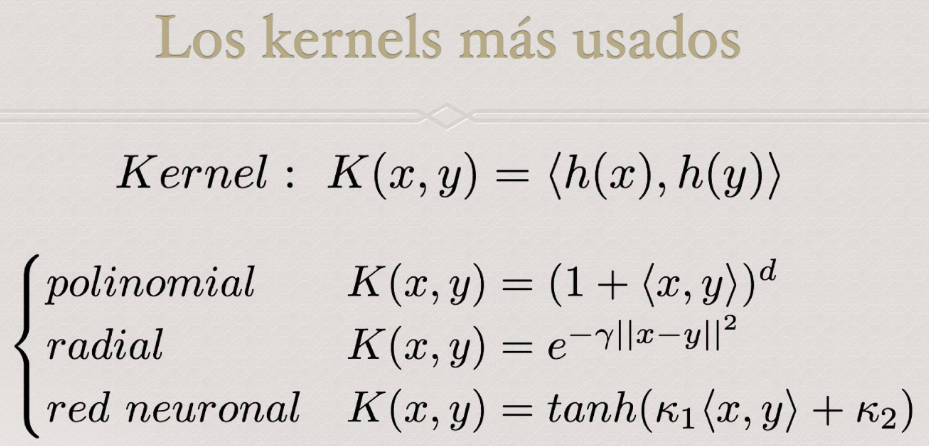 Los kernels más usados
Kernel : K(x, y) = ⟨h(x), h(y)⟩
polinomial K(x, y) = (1 + ⟨x, y⟩)^d
radial K(x, y) = e^{−γ||x−y||^2}
red neuronal K(x, y) = tanh(κ₁⟨x, y⟩ + κ₂)